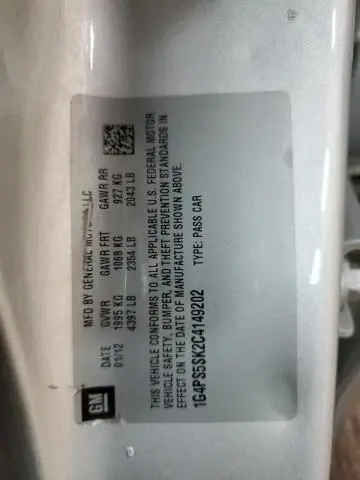 GM
MFD BY GENERAL MOTORS LLC
DATE GVWR GAWR FRT GAWR RR
01/12 1995 KG 1068 KG 927 KG
4397 LB 2354 LB 2043 LB
THIS VEHICLE CONFORMS TO ALL APPLICABLE U.S. FEDERAL MOTOR
VEHICLE SAFETY, BUMPER, AND THEFT PREVENTION STANDARDS IN
EFFECT ON THE DATE OF MANUFACTURE SHOWN ABOVE.
1G4PS5SK2C4149202 TYPE: PASS CAR